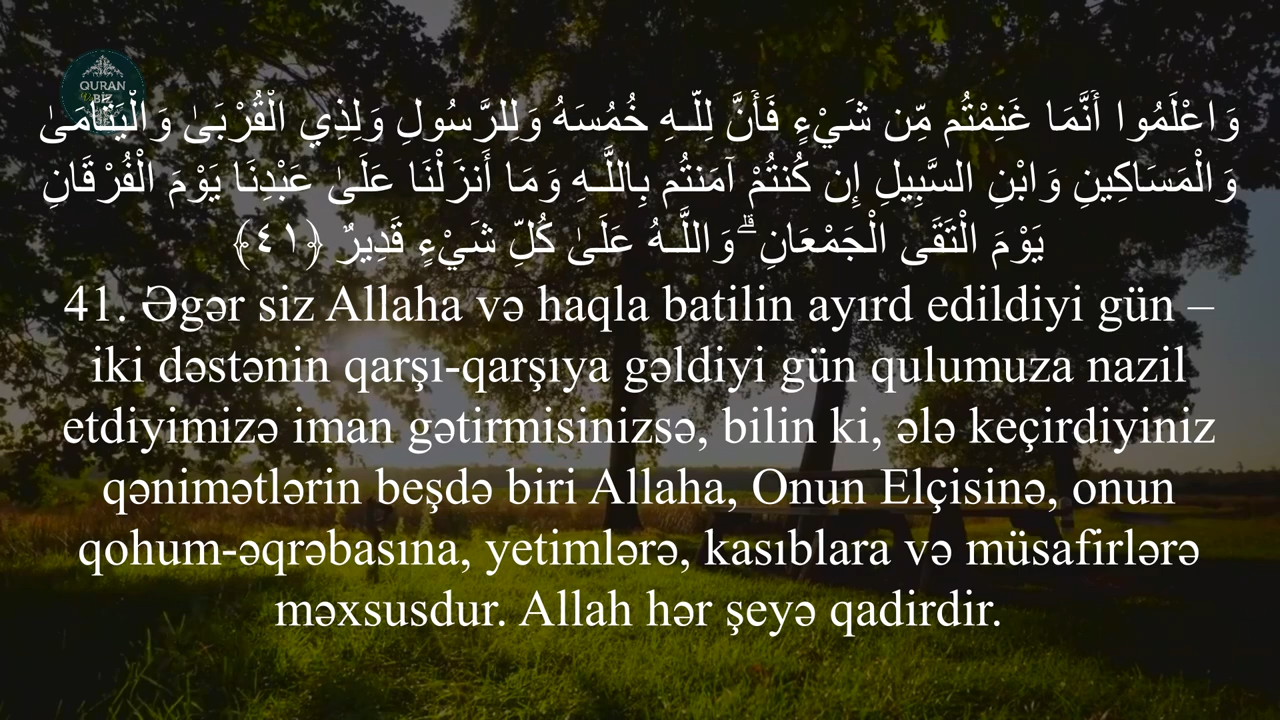 QURAN
BİZ
وَاعْلَمُوا أَنَّمَا غَنِمْتُم مِّن شَيْءٍ فَأَنَّ لِلَّـهِ خُمُسَهُ وَلِلرَّسُولِ وَلِذِي الْقُرْبَىٰ وَالْيَتَامَىٰ
وَالْمَسَاكِينِ وَابْنِ السَّبِيلِ إِن كُنتُمْ آمَنتُم بِاللَّـهِ وَمَا أَنزَلْنَا عَلَىٰ عَبْدِنَا يَوْمَ الْفُرْقَانِ
يَوْمَ الْتَقَى الْجَمْعَانِ ۗ وَاللَّـهُ عَلَىٰ كُلِّ شَيْءٍ قَدِيرٌ ﴿٤١﴾
41. Əgər siz Allaha və haqla batilin ayırd edildiyi gün –
iki dəstənin qarşı-qarşıya gəldiyi gün qulumuza nazil
etdiyimizə iman gətirmisinizsə, bilin ki, ələ keçirdiyiniz
qənimətlərin beşdə biri Allaha, Onun Elçisinə, onun
qohum-əqrəbasına, yetimlərə, kasıblara və müsafirlərə
məxsusdur. Allah hər şeyə qadirdir.